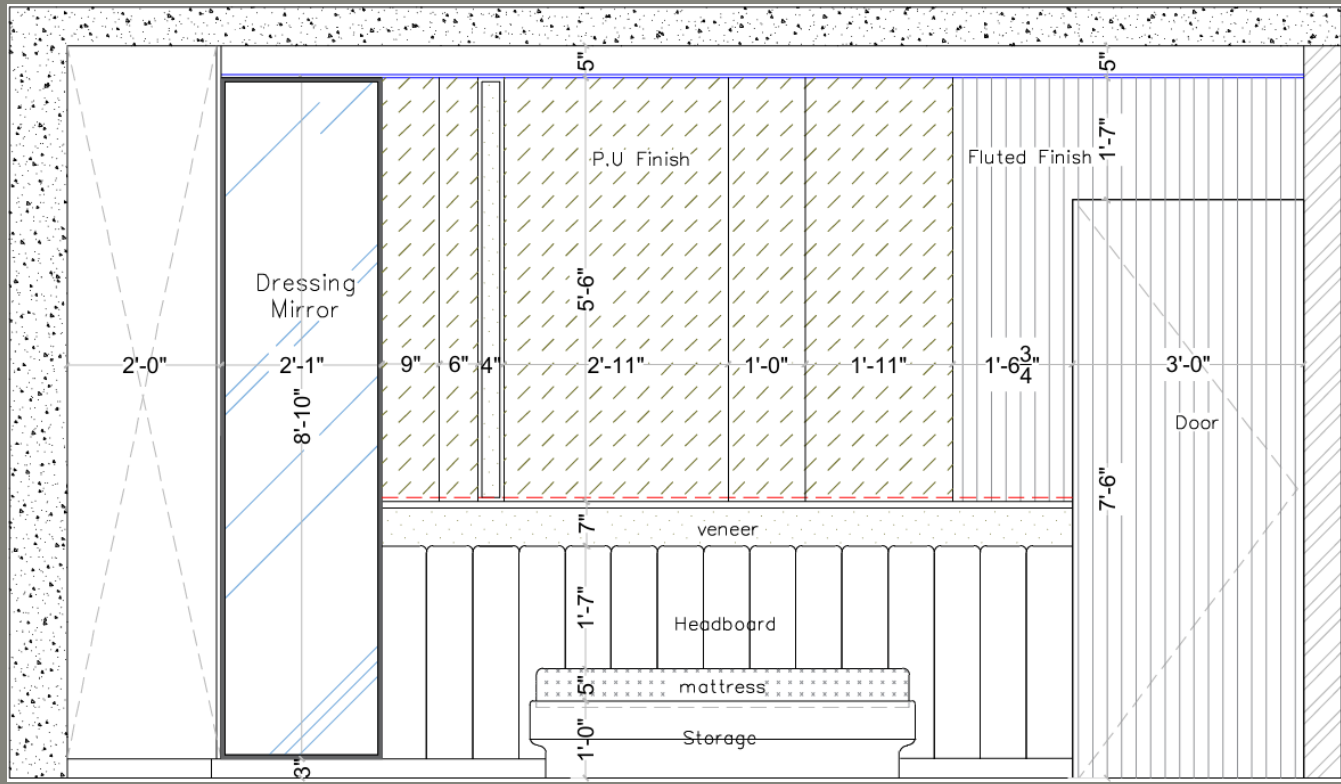 5"
5"
1'-7"
P.U Finish
Fluted Finish
Dressing
Mirror
5'-6"
2'-0"
2'-1"
9"
6"
4"
2'-11"
1'-0"
1'-11"
1'-6 3/4"
3'-0"
8'-10"
Door
7'-6"
7"
veneer
1'-7"
Headboard
5"
mattress
1'-0"
Storage
3"